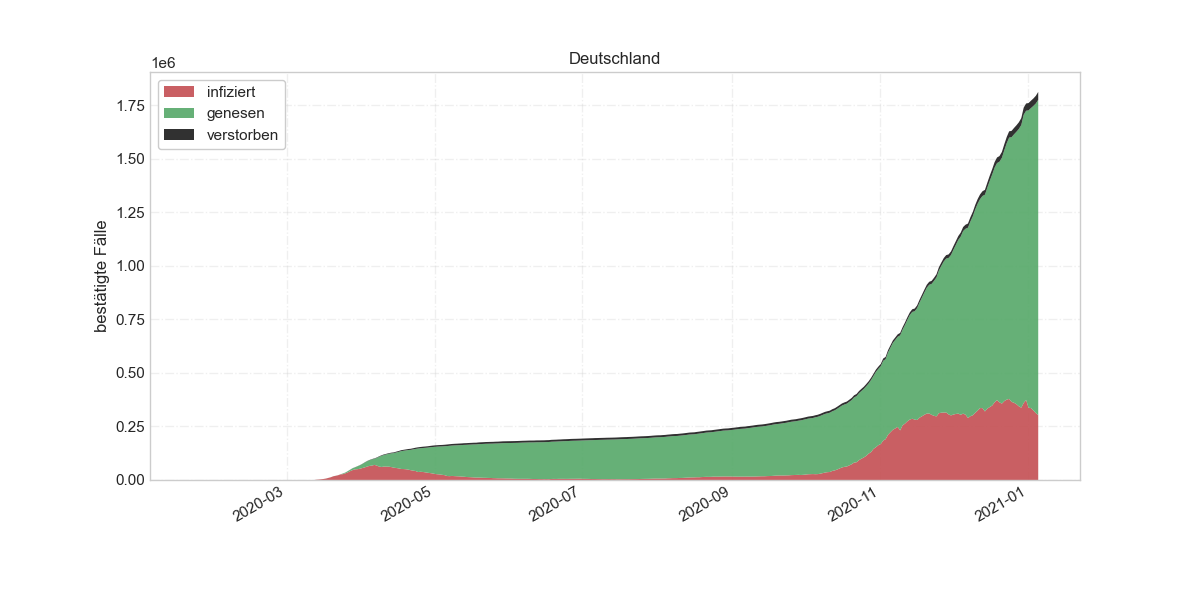 Deutschland
1e6
infiziert
genesen
verstorben
bestätigte Fälle
1.75
1.50
1.25
1.00
0.75
0.50
0.25
0.00
2020-03
2020-05
2020-07
2020-09
2020-11
2021-01